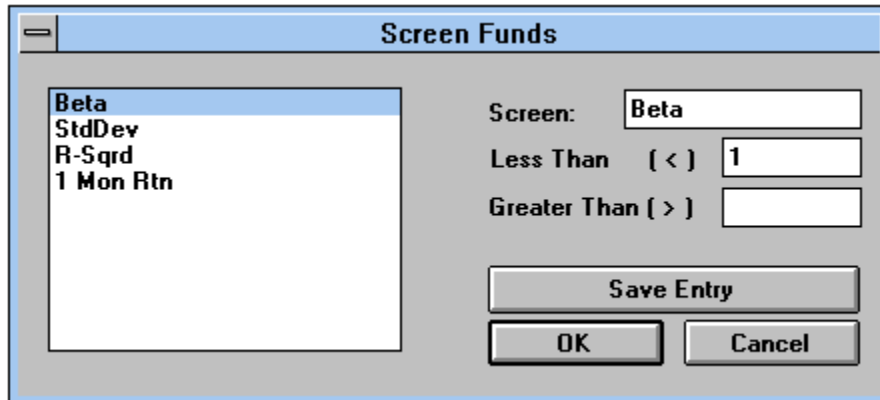 Screen Funds
Beta
StdDev
R-Sqrd
1 Mon Rtn
Screen: Beta
Less Than ( < ) 1
Greater Than ( > )
Save Entry
OK Cancel